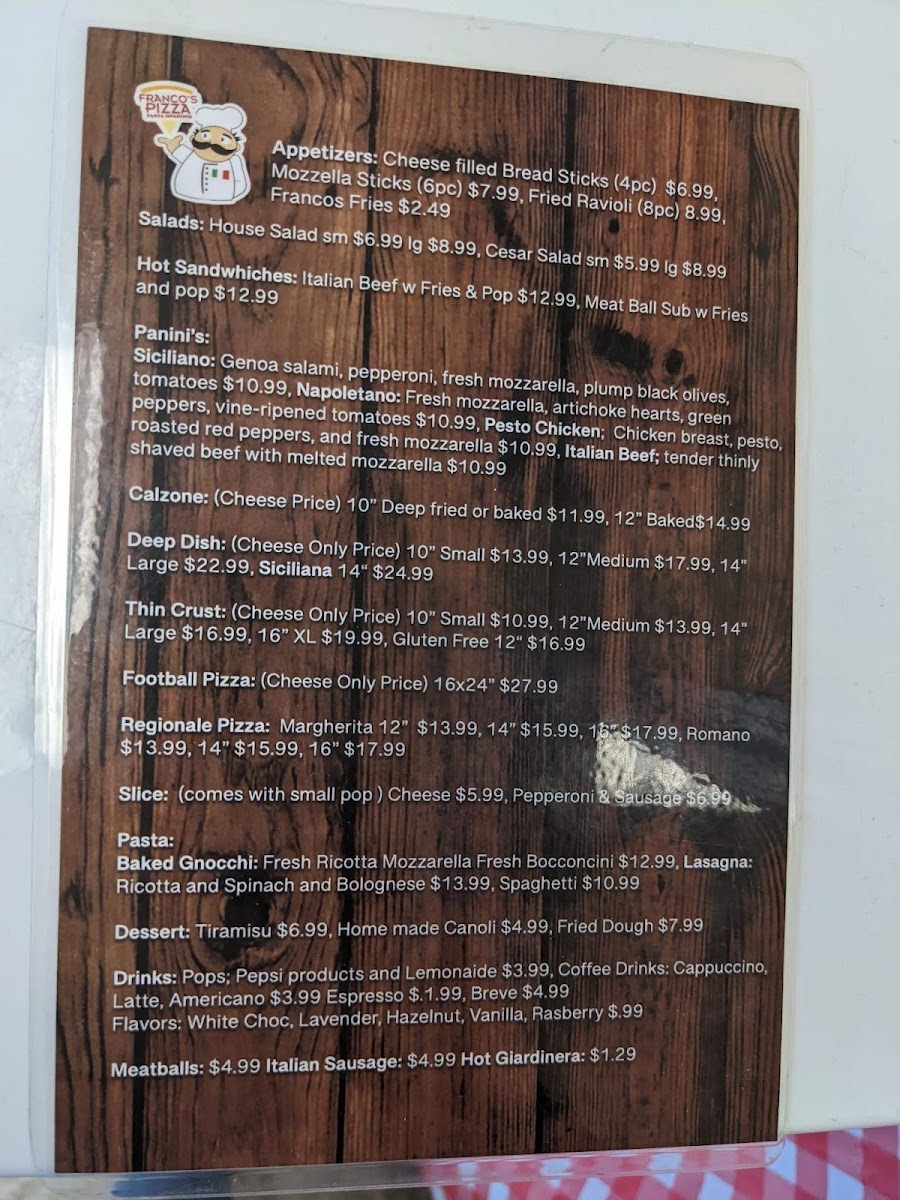 FRANCO'S
PIZZA
Appetizers: Cheese filled Bread Sticks (4pc) $6.99,
Mozzella Sticks (6pc) $7.99, Fried Ravioli (8pc) 8.99,
Francos Fries $2.49
Salads: House Salad sm $6.99 lg $8.99, Cesar Salad sm $5.99 lg $8.99
Hot Sandwhiches: Italian Beef w Fries & Pop $12.99, Meat Ball Sub w Fries
and pop $12.99
Panini's:
Siciliano: Genoa salami, pepperoni, fresh mozzarella, plump black olives,
tomatoes $10.99, Napoletano: Fresh mozzarella, artichoke hearts, green
peppers, vine-ripened tomatoes $10.99, Pesto Chicken; Chicken breast, pesto,
roasted red peppers, and fresh mozzarella $10.99, Italian Beef; tender thinly
shaved beef with melted mozzarella $10.99
Calzone: (Cheese Price) 10” Deep fried or baked $11.99, 12” Baked$14.99
Deep Dish: (Cheese Only Price) 10” Small $13.99, 12”Medium $17.99, 14”
Large $22.99, Siciliana 14“ $24.99
Thin Crust: (Cheese Only Price) 10” Small $10.99, 12”Medium $13.99, 14”
Large $16.99, 16” XL $19.99, Gluten Free 12“ $16.99
Football Pizza: (Cheese Only Price) 16x24” $27.99
Regionale Pizza: Margherita 12” $13.99, 14” $15.99, 16” $17.99, Romano
$13.99, 14” $15.99, 16” $17.99
Slice: (comes with small pop ) Cheese $5.99, Pepperoni & Sausage $6.99
Pasta:
Baked Gnocchi: Fresh Ricotta Mozzarella Fresh Bocconcini $12.99, Lasagna:
Ricotta and Spinach and Bolognese $13.99, Spaghetti $10.99
Dessert: Tiramisu $6.99, Home made Canoli $4.99, Fried Dough $7.99
Drinks: Pops; Pepsi products and Lemonaide $3.99, Coffee Drinks: Cappuccino,
Latte, Americano $3.99 Espresso $.1.99, Breve $4.99
Flavors: White Choc, Lavender, Hazelnut, Vanilla, Rasberry $.99
Meatballs: $4.99 Italian Sausage: $4.99 Hot Giardinera: $1.29